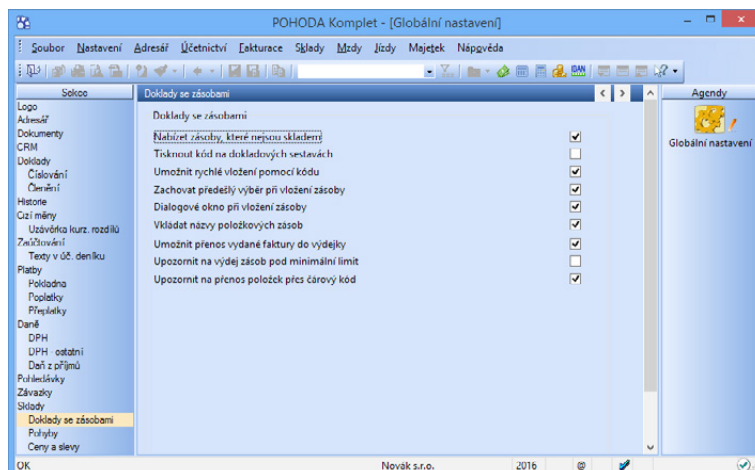 POHODA Komplet - [Globální nastavení]
Soubor Nastavení Adresář Účetnictví Fakturace Sklady Mzdy Jízdy Majetek Nápověda
Sekce
Logo
Adresář
Dokumenty
CRM
Doklady
Číslování
Členění
Historie
Cizí měny
Uzávěrka kurz. rozdílů
Zaúčtování
Texty v úč. deníku
Platby
Pokladna
Poplatky
Přeplatky
Daně
DPH
DPH - ostatní
Daň z příjmů
Pohledávky
Závazky
Sklady
Doklady se zásobami
Pohyby
Ceny a slevy
Doklady se zásobami
Doklady se zásobami
Nabízet zásoby, které nejsou skladem
Tisknout kód na dokladových sestavách
Umožnit rychlé vložení pomocí kódu
Zachovat předešlý výběr při vložení zásoby
Dialogové okno při vložení zásoby
Vkládat názvy položkových zásob
Umožnit přenos vydané faktury do výdejky
Upozornit na výdej zásob pod minimální limit
Upozornit na přenos položek přes čárový kód
Agendy
Globální nastavení
OK Novák s.r.o. 2016 @